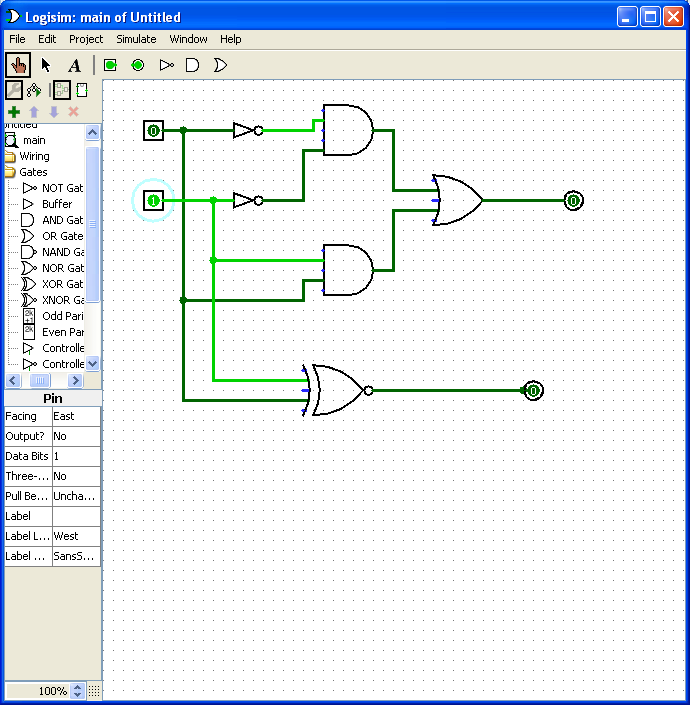 Logisim: main of Untitled
File Edit Project Simulate Window Help
A
main
Wiring
Gates
NOT Gat
Buffer
AND Gat
OR Gate
NAND Ga
NOR Gat
XOR Gat
XNOR Ga
Odd Pari
Even Par
Controlle
Controlle
Pin
Facing East
Output? No
Data Bits 1
Three-... No
Pull Be... Uncha...
Label
Label L... West
Label ... SansS...
100%
0
1
0
0